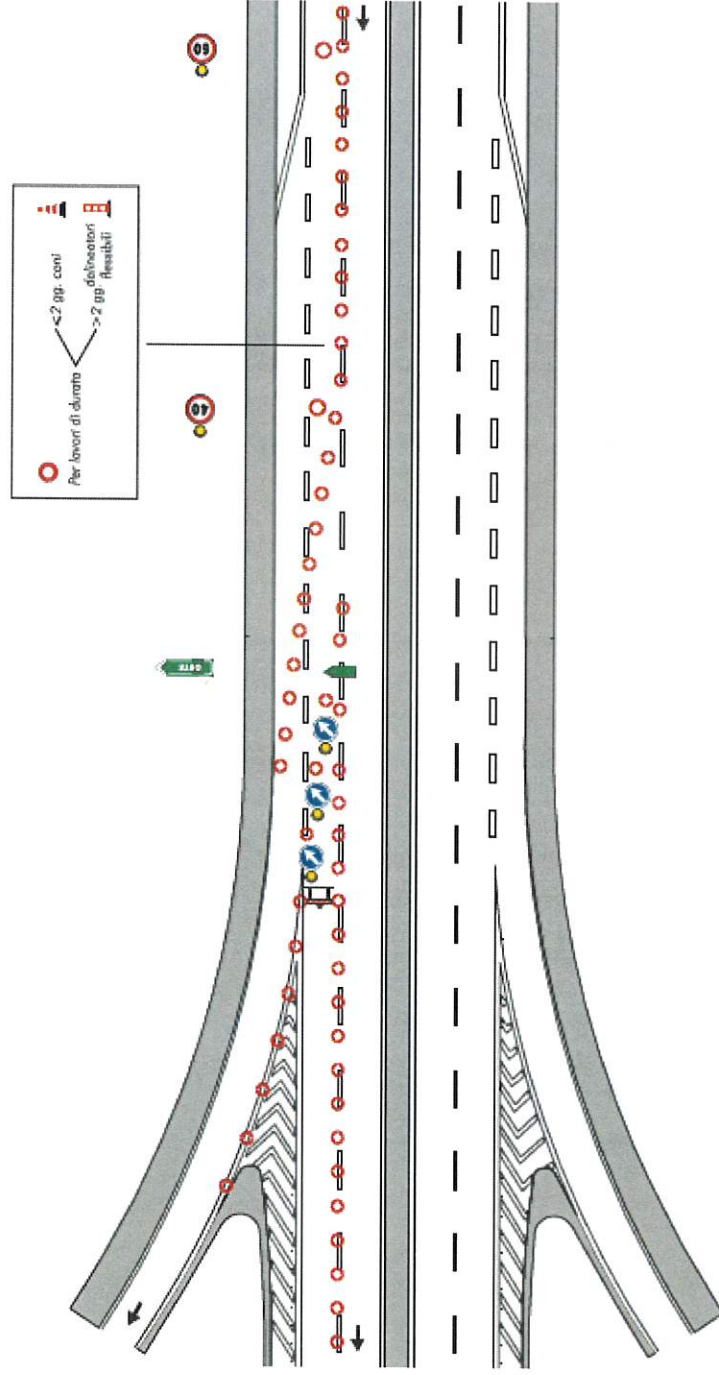 60
<2 gg. coni
Per lavori di durata
>2 gg. delineatori
flessibili
40